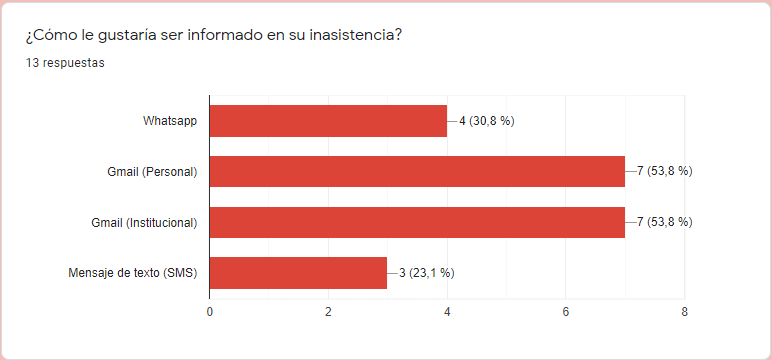 ¿Cómo le gustaría ser informado en su inasistencia?
13 respuestas
Whatsapp
4 (30,8 %)
Gmail (Personal)
7 (53,8 %)
Gmail (Institucional)
7 (53,8 %)
Mensaje de texto (SMS)
3 (23,1 %)
0 2 4 6 8